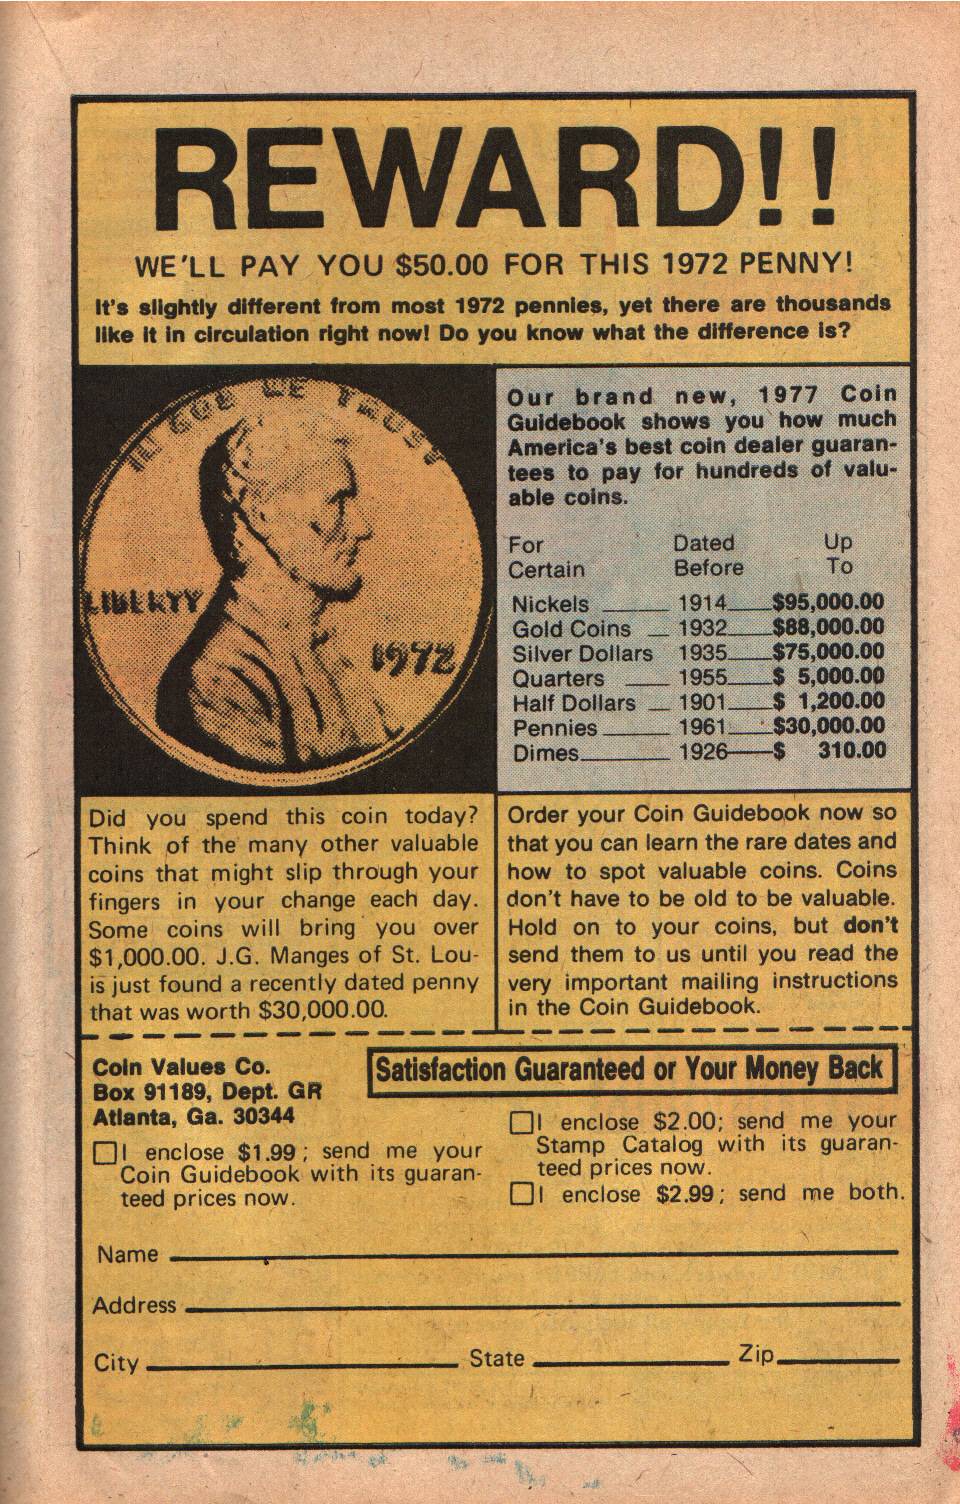 REWARD!!
WE'LL PAY YOU $50.00 FOR THIS 1972 PENNY!
It's slightly different from most 1972 pennies, yet there are thousands
like it in circulation right now! Do you know what the difference is?
IN GOD WE TRUST
LIBERTY
1972
Our brand new, 1977 Coin
Guidebook shows you how much
America's best coin dealer guaran-
tees to pay for hundreds of valu-
able coins.
For Dated Up
Certain Before To
Nickels 1914 $95,000.00
Gold Coins 1932 $88,000.00
Silver Dollars 1935 $75,000.00
Quarters 1955 $ 5,000.00
Half Dollars 1901 $ 1,200.00
Pennies 1961 $30,000.00
Dimes 1926 $ 310.00
Did you spend this coin today?
Think of the many other valuable
coins that might slip through your
fingers in your change each day.
Some coins will bring you over
$1,000.00. J.G. Manges of St. Lou-
is just found a recently dated penny
that was worth $30,000.00.
Order your Coin Guidebook now so
that you can learn the rare dates and
how to spot valuable coins. Coins
don't have to be old to be valuable.
Hold on to your coins, but don't
send them to us until you read the
very important mailing instructions
in the Coin Guidebook.
Coin Values Co.
Box 91189, Dept. GR
Atlanta, Ga. 30344
Satisfaction Guaranteed or Your Money Back
I enclose $1.99; send me your
Coin Guidebook with its guaran-
teed prices now.
I enclose $2.00; send me your
Stamp Catalog with its guaran-
teed prices now.
I enclose $2.99; send me both.
Name
Address
City State Zip